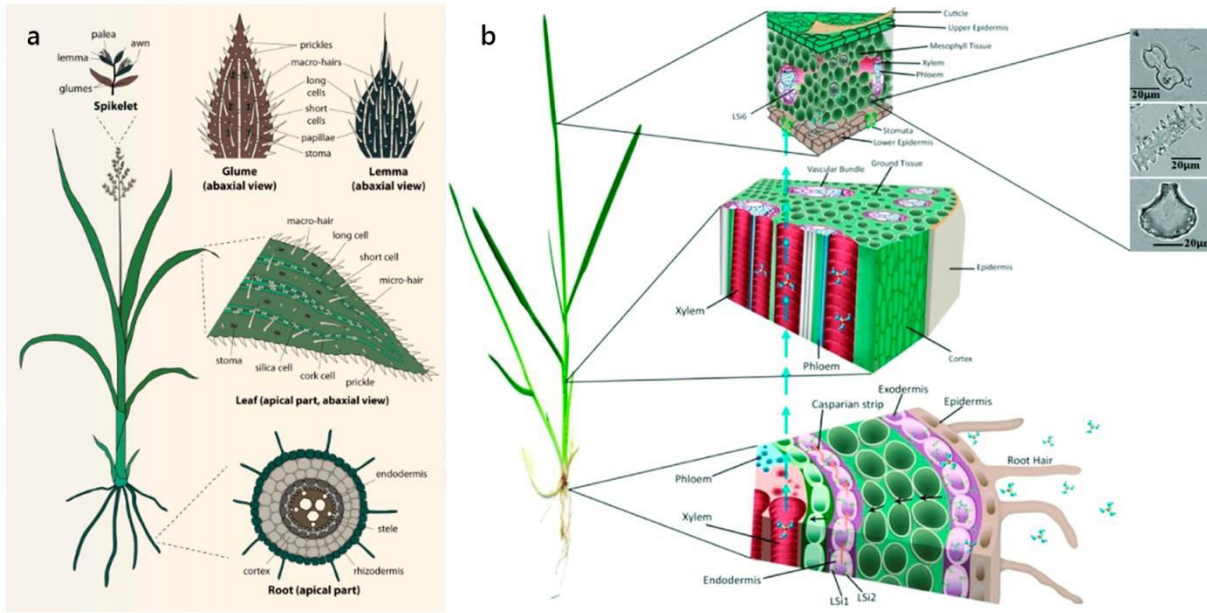 a
palea
lemma
awn
glumes
Spikelet
prickles
macro-hairs
long
cells
short
cells
papillae
stoma
Glume
(abaxial view)
Lemma
(abaxial view)
macro-hair
long cell
short cell
micro-hair
stoma
silica cell
cork cell
prickle
Leaf (apical part, abaxial view)
endodermis
stele
cortex
rhizodermis
Root (apical part)
b
Cuticle
Upper Epidermis
Mesophyll Tissue
Xylem
Phloem
LSi6
Stomata
Lower Epidermis
20µm
20µm
20µm
Vascular Bundle
Ground Tissue
Epidermis
Xylem
Phloem
Cortex
Exodermis
Casparian strip
Epidermis
Root Hair
Phloem
Xylem
Endodermis
LSi1
LSi2